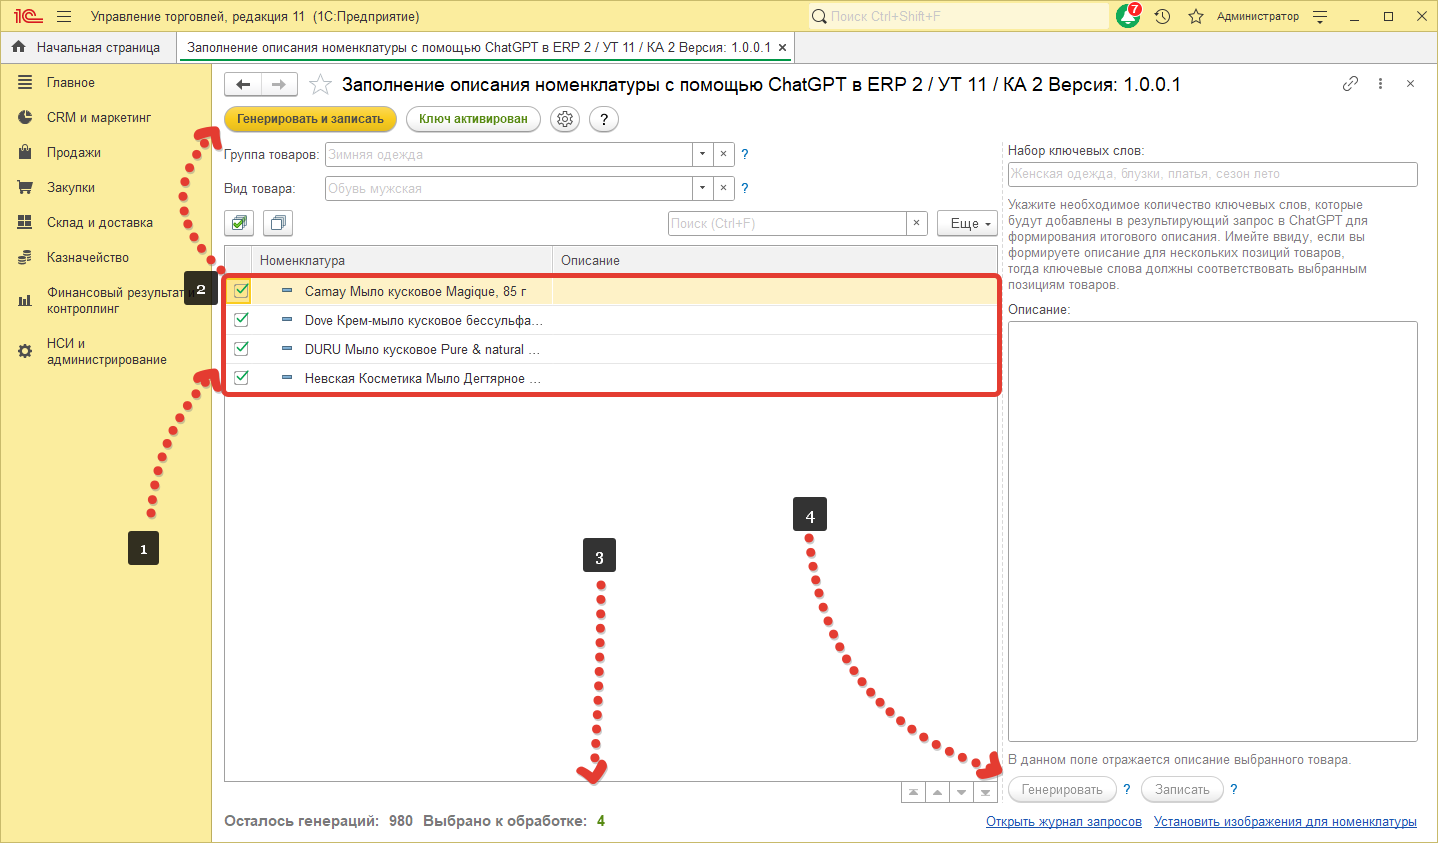 1С Управление торговлей, редакция 11 (1С:Предприятие)
Поиск Ctrl+Shift+F
7
Администратор
Начальная страница
Заполнение описания номенклатуры с помощью ChatGPT в ERP 2 / УТ 11 / КА 2 Версия: 1.0.0.1 ×
Главное
CRM и маркетинг
Продажи
Закупки
Склад и доставка
Казначейство
Финансовый результат и
контроллинг
НСИ и
администрирование
Заполнение описания номенклатуры с помощью ChatGPT в ERP 2 / УТ 11 / КА 2 Версия: 1.0.0.1
Генерировать и записать
Ключ активирован
?
Группа товаров: Зимняя одежда ?
Вид товара: Обувь мужская ?
Поиск (Ctrl+F) ×
Еще
Номенклатура Описание
Camay Мыло кусковое Magique, 85 г
Dove Крем-мыло кусковое бессульфа...
DURU Мыло кусковое Pure & natural ...
Невская Косметика Мыло Дегтярное ...
2
1
3
4
Осталось генераций: 980 Выбрано к обработке: 4
Набор ключевых слов:
Женская одежда, блузки, платья, сезон лето
Укажите необходимое количество ключевых слов, которые
будут добавлены в результирующий запрос в ChatGPT для
формирования итогового описания. Имейте ввиду, если вы
формируете описание для нескольких позиций товаров,
тогда ключевые слова должны соответствовать выбранным
позициям товаров.
Описание:
В данном поле отражается описание выбранного товара.
Генерировать ? Записать ?
Открыть журнал запросов Установить изображения для номенклатуры